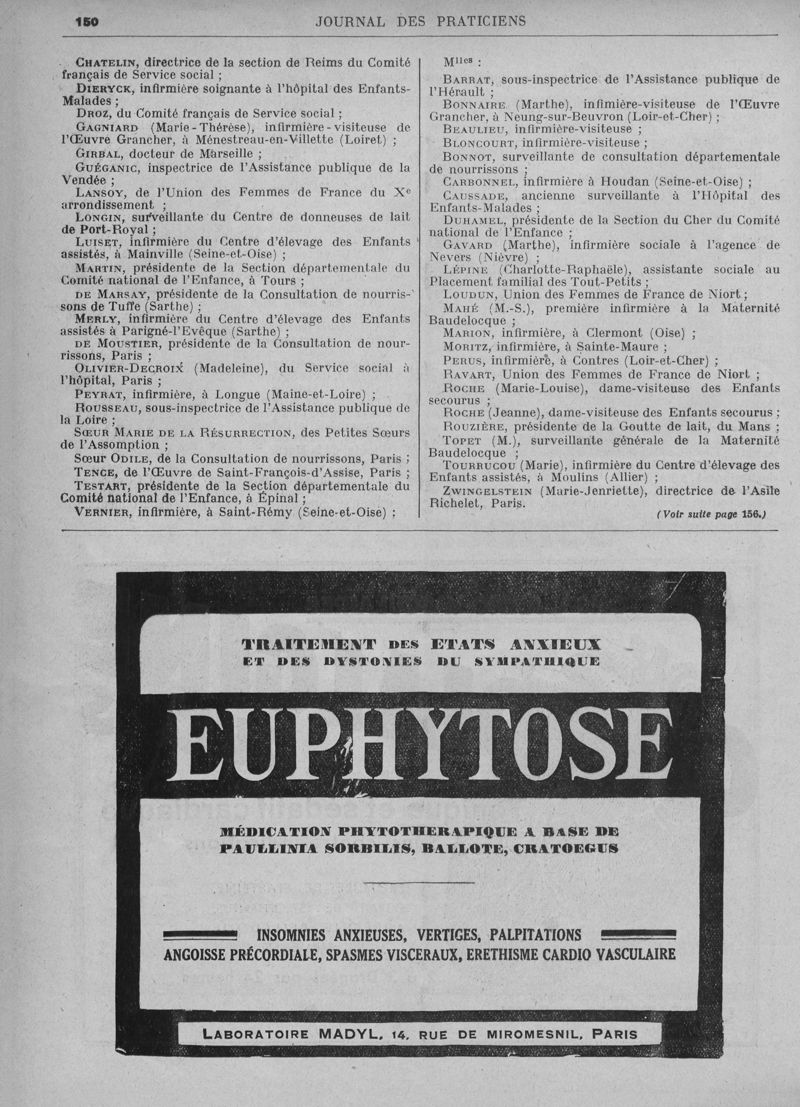 150
JOURNAL DES PRATICIENS
CHATELIN, directrice de la section de Reims du Comité
français de Service social ;
DIERYCK, infirmière soignante à l'hôpital des Enfants-
Malades ;
DROZ, du Comité français de Service social ;
GAGNIARD (Marie-Thérèse), infirmière-visiteuse de
l'Œuvre Grancher, à Ménestreau-en-Villette (Loiret) ;
GIRBAL, docteur de Marseille ;
GUÉGANIC, inspectrice de l'Assistance publique de la
Vendée ;
LANSOY, de l'Union des Femmes de France du Xe
arrondissement ;
LONGIN, surveillante du Centre de donneuses de lait
de Port-Royal ;
LUISET, infirmière du Centre d'élevage des Enfants
assistés, à Mainville (Seine-et-Oise) ;
MARTIN, présidente de la Section départementale du
Comité national de l'Enfance, à Tours ;
DE MARSAY, présidente de la Consultation de nourris-
sons de Tuffe (Sarthe) ;
MERLY, infirmière du Centre d'élevage des Enfants
assistés à Parigné-l'Evêque (Sarthe) ;
DE MOUSTIER, présidente de la Consultation de nour-
rissons, Paris ;
OLIVIER-DECROIX (Madeleine), du Service social à
l'hôpital, Paris ;
PEYRAT, infirmière, à Longue (Maine-et-Loire) ;
ROUSSEAU, sous-inspectrice de l'Assistance publique de
la Loire ;
SŒUR MARIE DE LA RÉSURRECTION, des Petites Sœurs
de l'Assomption ;
Sœur ODILE, de la Consultation de nourrissons, Paris ;
TENCE, de l'Œuvre de Saint-François-d'Assise, Paris ;
TESTART, présidente de la Section départementale du
Comité national de l'Enfance, à Épinal ;
VERNIER, infirmière, à Saint-Rémy (Seine-et-Oise) ;
Mlles :
BARRAT, sous-inspectrice de l'Assistance publique de
l'Hérault ;
BONNAIRE (Marthe), infimière-visiteuse de l'Œuvre
Grancher, à Neung-sur-Beuvron (Loir-et-Cher) ;
BEAULIEU, infirmière-visiteuse ;
BLONCOURT, infirmière-visiteuse ;
BONNOT, surveillante de consultation départementale
de nourrissons ;
CARBONNEL, infirmière à Houdan (Seine-et-Oise) ;
CAUSSADE, ancienne surveillante à l'Hôpital des
Enfants-Malades ;
DUHAMEL, présidente de la Section du Cher du Comité
national de l'Enfance ;
GAVARD (Marthe), infirmière sociale à l'agence de
Nevers (Nièvre) ;
LÉPINE (Charlotte-Raphaële), assistante sociale au
Placement familial des Tout-Petits ;
LOUDUN, Union des Femmes de France de Niort ;
MAHÉ (M.-S.), première infirmière à la Maternité
Baudelocque ;
MARION, infirmière, à Clermont (Oise) ;
MORITZ, infirmière, à Sainte-Maure ;
PERUS, infirmière, à Contres (Loir-et-Cher) ;
RAVART, Union des Femmes de France de Niort ;
ROCHE (Marie-Louise), dame-visiteuse des Enfants
secourus ;
ROCHE (Jeanne), dame-visiteuse des Enfants secourus ;
ROUZIÈRE, présidente de la Goutte de lait, du Mans ;
TOPET (M.), surveillante générale de la Maternité
Baudelocque ;
TOURRUCOU (Marie), infirmière du Centre d'élevage des
Enfants assistés, à Moulins (Allier) ;
ZWINGELSTEIN (Marie-Jenriette), directrice de l'Asile
Richelet, Paris.
(Voir suite page 156.)
TRAITEMENT DES ETATS ANXIEUX
ET DES DYSTONIES DU SYMPATHIQUE
EUPHYTOSE
MÉDICATION PHYTOTHERAPIQUE A BASE DE
PAULLINIA SORBILIS, BALLOTE, CRATOEGUS
INSOMNIES ANXIEUSES, VERTIGES, PALPITATIONS
ANGOISSE PRÉCORDIALE, SPASMES VISCERAUX, ERETHISME CARDIO VASCULAIRE
LABORATOIRE MADYL, 14, RUE DE MIROMESNIL, PARIS